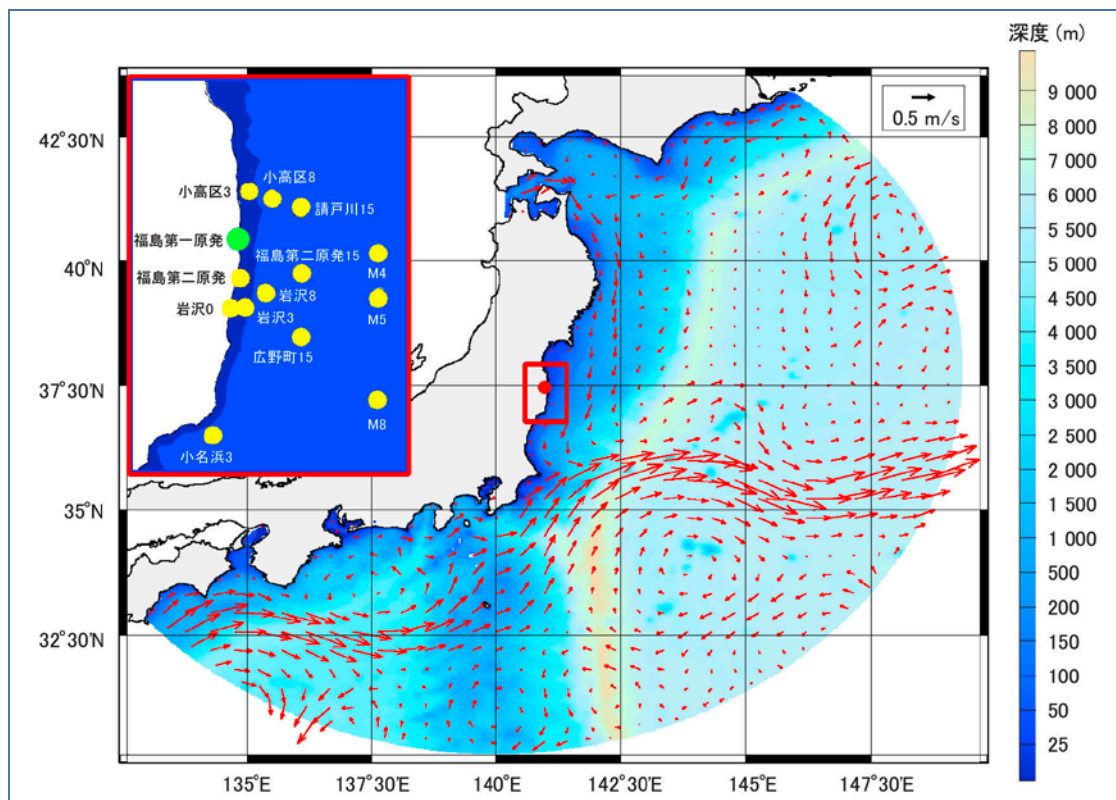 深度 (m)
0.5 m/s
9 000
8 000
7 000
6 000
5 500
5 000
4 500
4 000
3 500
3 000
2 500
2 000
1 500
1 000
500
200
150
100
50
25
42°30′N
40°N
37°30′N
35°N
32°30′N
135°E
137°30′E
140°E
142°30′E
145°E
147°30′E
小高区8
小高区3
請戸川15
福島第一原発
福島第二原発15
福島第二原発
M4
岩沢8
岩沢0
岩沢3
M5
広野町15
M8
小名浜3